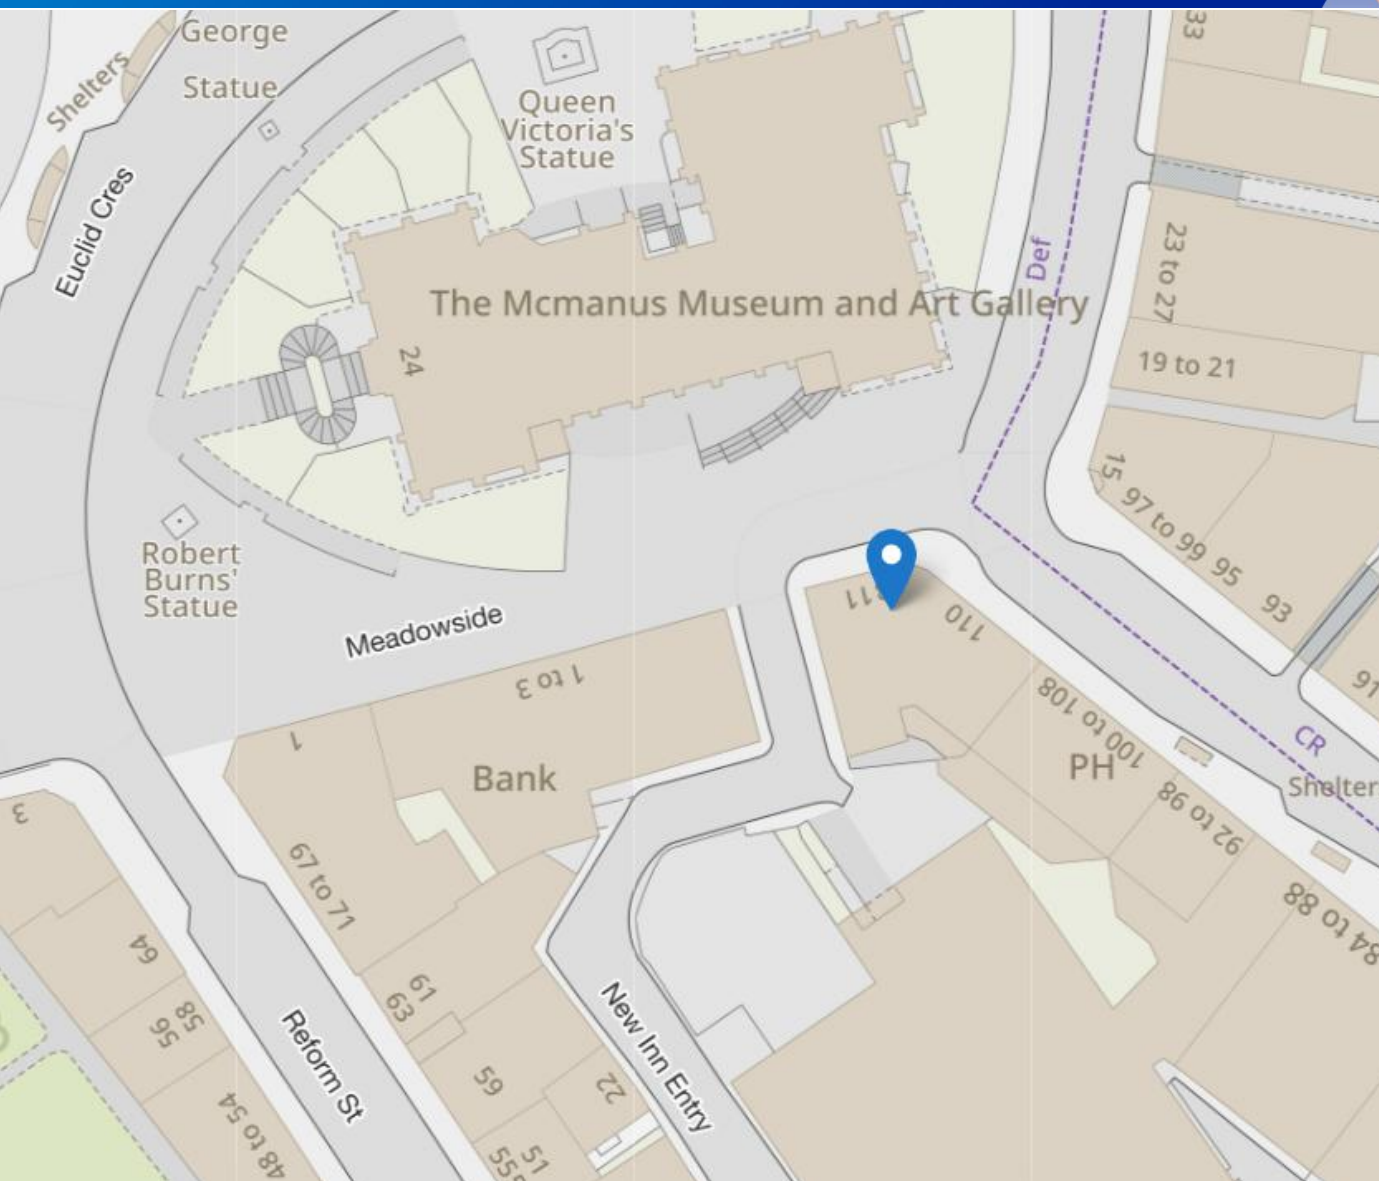 George
Statue
Shelters
Queen
Victoria's
Statue
33
Euclid Cres
Def
23 to 27
The Mcmanus Museum and Art Gallery
24
19 to 21
15
97 to 99
95
93
91
Robert
Burns'
Statue
Meadowside
111
110
1 to 3
1
Bank
100 to 108
PH
CR
Shelter
92 to 98
84 to 88
3
67 to 71
64
61
63
58
56
New Inn Entry
Reform St
59
22
48 to 54
51